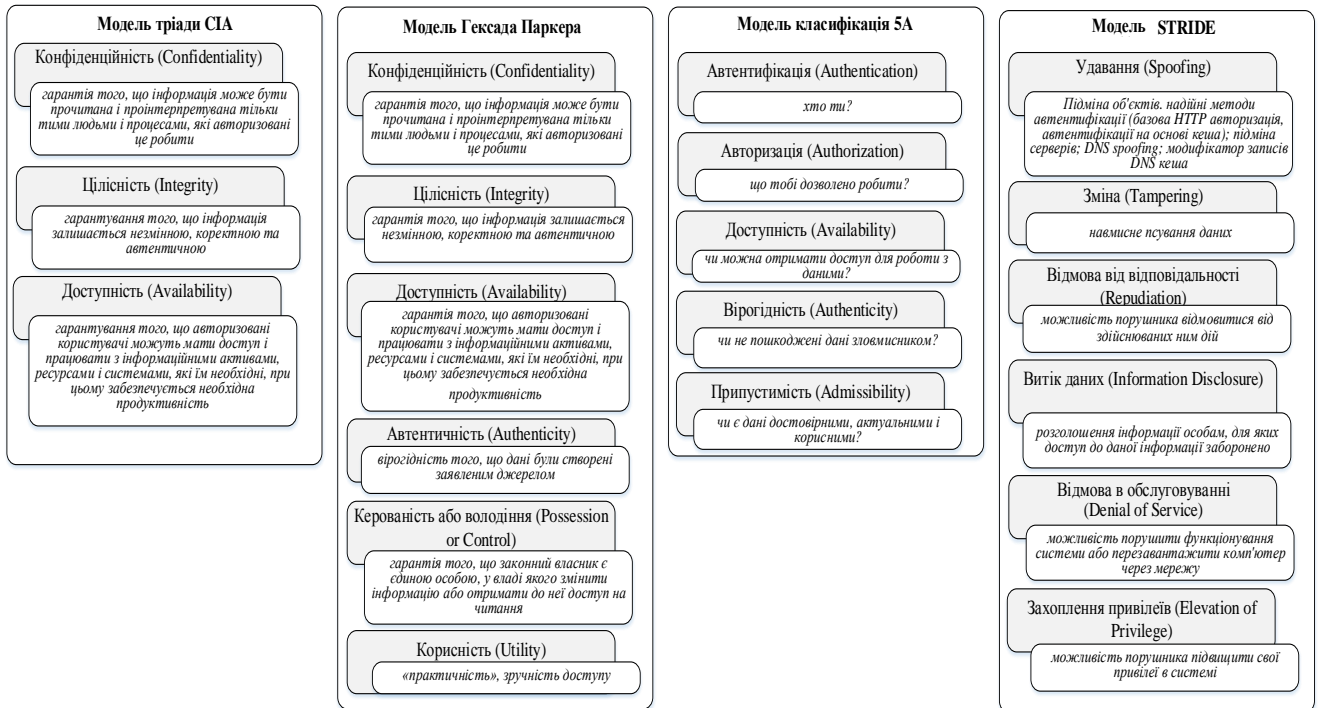 Модель тріади CIA
Конфіденційність (Confidentiality)
гарантія того, що інформація може бути
прочитана і проінтерпретувана тільки
тими людьми і процесами, які авторизовані
це робити
Цілісність (Integrity)
гарантування того, що інформація
залишається незмінною, коректною та
автентичною
Доступність (Availability)
гарантування того, що авторизовані
користувачі можуть мати доступ і
працювати з інформаційними активами,
ресурсами і системами, які їм необхідні, при
цьому забезпечується необхідна
продуктивність
Модель Гексада Паркера
Конфіденційність (Confidentiality)
гарантія того, що інформація може бути
прочитана і проінтерпретувана тільки
тими людьми і процесами, які авторизовані
це робити
Цілісність (Integrity)
гарантія того, що інформація залишається
незмінною, коректною та автентичною
Доступність (Availability)
гарантія того, що авторизовані
користувачі можуть мати доступ і
працювати з інформаційними активами,
ресурсами і системами, які їм необхідні, при
цьому забезпечується необхідна
продуктивність
Автентичність (Authenticity)
вірогідність того, що дані були створені
заявленим джерелом
Керованість або володіння (Possession
or Control)
гарантія того, що законний власник є
єдиною особою, у владі якого змінити
інформацію або отримати до неї доступ на
читання
Корисність (Utility)
«практичність», зручність доступу
Модель класифікація 5A
Автентифікація (Authentication)
хто ти?
Авторизація (Authorization)
що тобі дозволено робити?
Доступність (Availability)
чи можна отримати доступ для роботи з
даними?
Вірогідність (Authenticity)
чи не пошкоджені дані зловмисником?
Припустимість (Admissibility)
чи є дані достовірними, актуальними і
корисними?
Модель STRIDE
Удавання (Spoofing)
Підміна об'єктів. надійні методи
автентифікації (базова HTTP авторизація,
автентифікації на основі кеша); підміна
серверів; DNS spoofing; модифікатор записів
DNS кеша
Зміна (Tampering)
навмисне псування даних
Відмова від відповідальності
(Repudiation)
можливість порушника відмовитися від
здійснюваних ним дій
Витік даних (Information Disclosure)
розголошення інформації особам, для яких
доступ до даної інформації заборонено
Відмова в обслуговуванні
(Denial of Service)
можливість порушити функціонування
системи або перезавантажити комп'ютер
через мережу
Захоплення привілеїв (Elevation of
Privilege)
можливість порушника підвищити свої
привілеї в системі